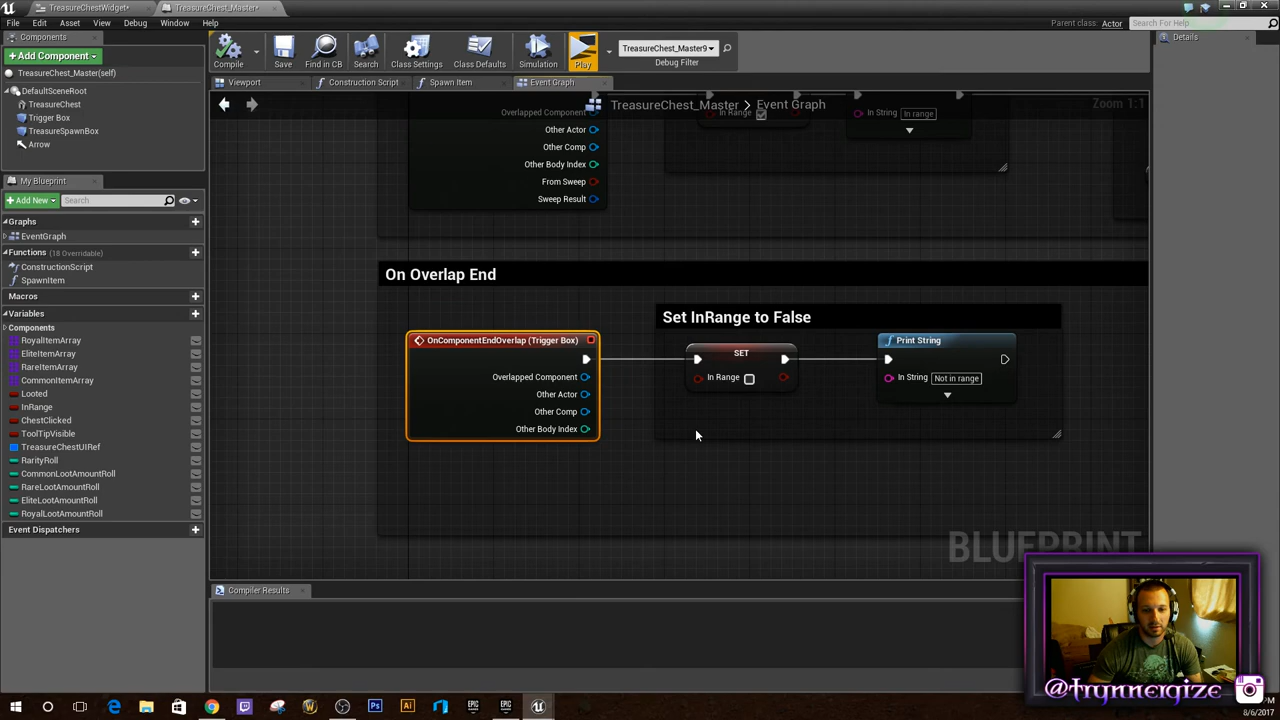 TreasureChestWidget*
TreasureChest_Master*
File Edit Asset View Debug Window Help
Parent class: Actor
Search For Help
Components
Details
Add Component
Compile
Save
Find in CB
Search
Class Settings
Class Defaults
Simulation
Play
TreasureChest_Master9
Debug Filter
TreasureChest_Master(self)
DefaultSceneRoot
TreasureChest
Trigger Box
TreasureSpawnBox
Arrow
Viewport
Construction Script
Spawn Item
Event Graph
TreasureChest_Master > Event Graph
Zoom 1:1
My Blueprint
Add New
Search
Graphs
EventGraph
Functions (18 Overridable)
ConstructionScript
SpawnItem
Macros
Variables
Components
RoyalItemArray
EliteItemArray
RareItemArray
CommonItemArray
Looted
InRange
ChestClicked
ToolTipVisible
TreasureChestUIRef
RarityRoll
CommonLootAmountRoll
RareLootAmountRoll
EliteLootAmountRoll
RoyalLootAmountRoll
Event Dispatchers
Overlapped Component
Other Actor
Other Comp
Other Body Index
From Sweep
Sweep Result
In Range
In String In range
On Overlap End
Set InRange to False
OnComponentEndOverlap (Trigger Box)
Overlapped Component
Other Actor
Other Comp
Other Body Index
SET
In Range
Print String
In String Not in range
BLUEPRINT
Compiler Results
@frynnergize
8/6/2017